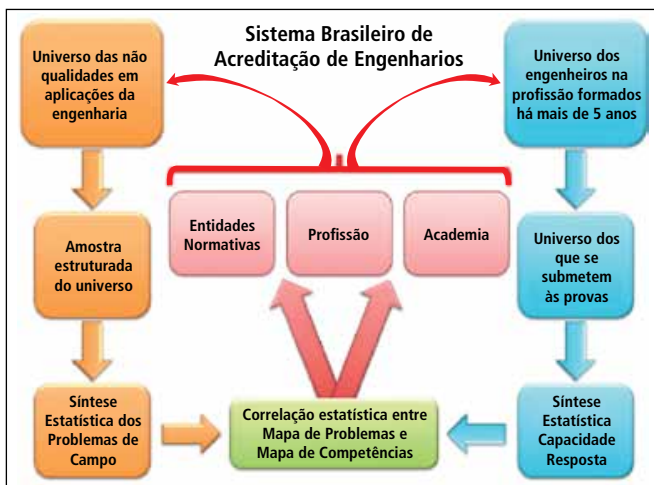 Sistema Brasileiro de
Acreditação de Engenharios
Universo das não
qualidades em
aplicações da
engenharia
Universo dos
engenheiros na
profissão formados
há mais de 5 anos
Amostra
estruturada
do universo
Entidades
Normativas
Profissão
Academia
Universo dos
que se
submetem
às provas
Síntese
Estatística dos
Problemas de
Campo
Correlação estatística entre
Mapa de Problemas e
Mapa de Competências
Síntese
Estatística
Capacidade
Resposta